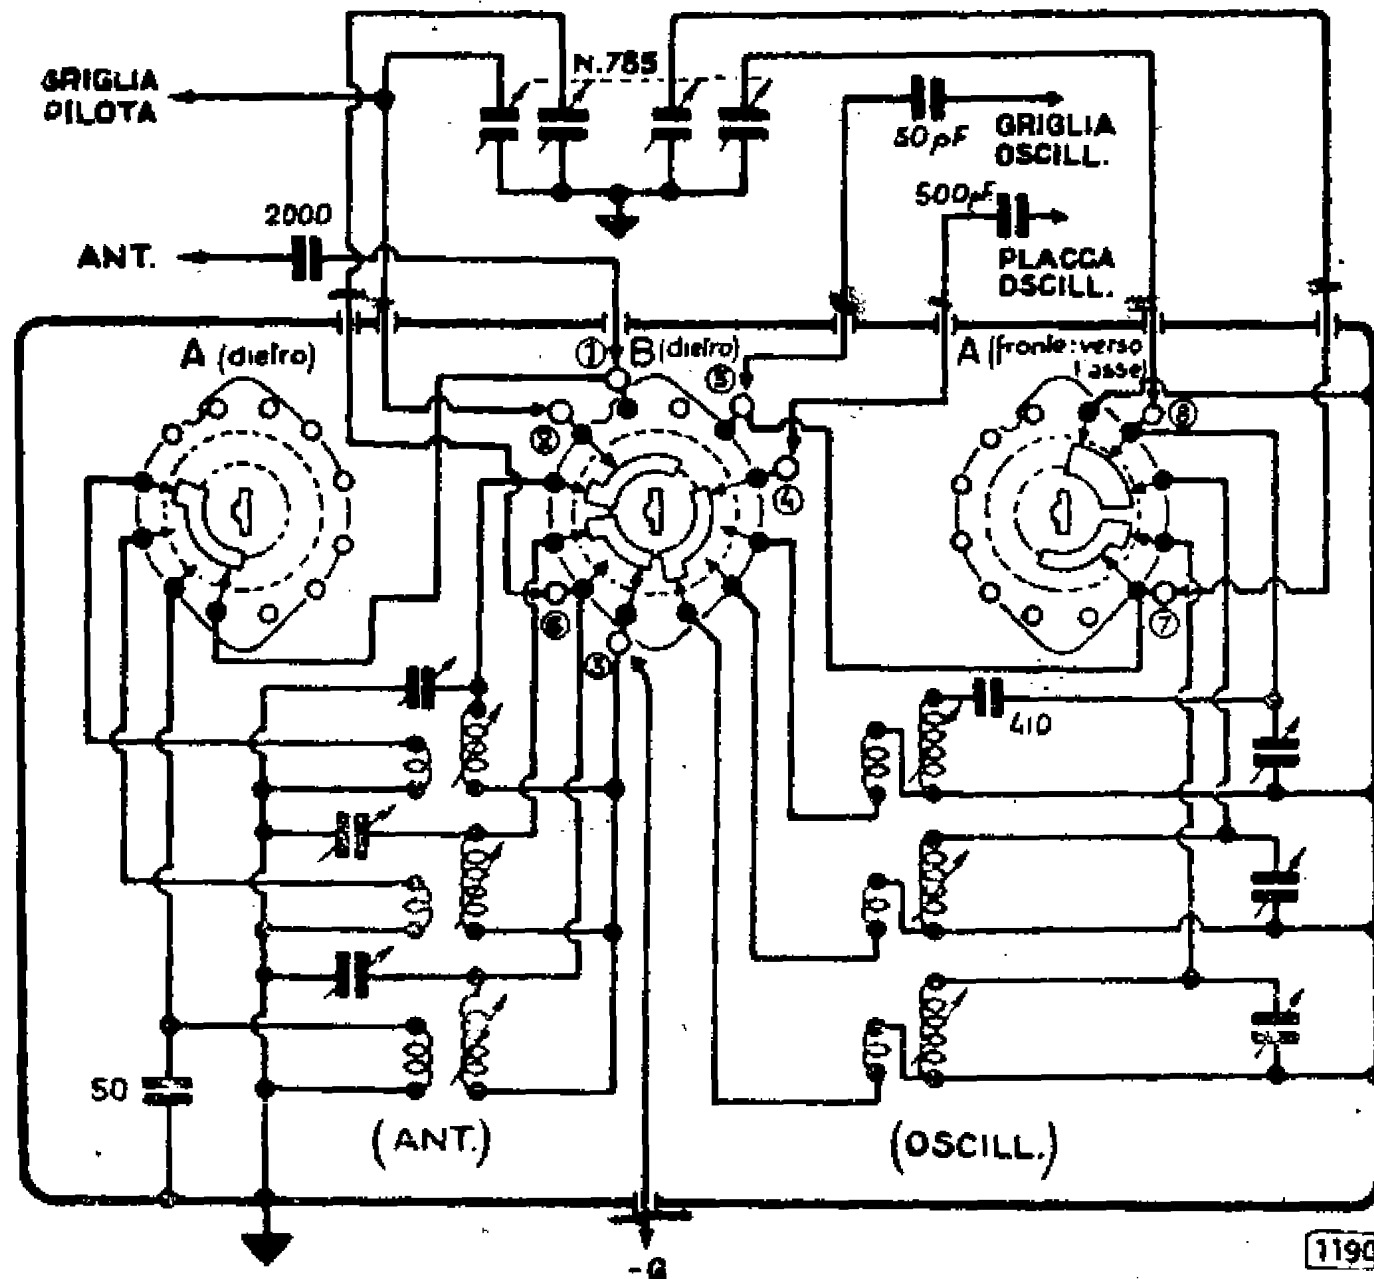 GRIGLIA
PILOTA
N.785
50pF
GRIGLIA
OSCILL.
500pF
2000
ANT.
PLACCA
OSCILL.
A (dietro)
1
B (dietro)
5
A (fronte: verso
l'asse)
2
8
4
6
3
7
410
50
(ANT.)
(OSCILL.)
-G
1190